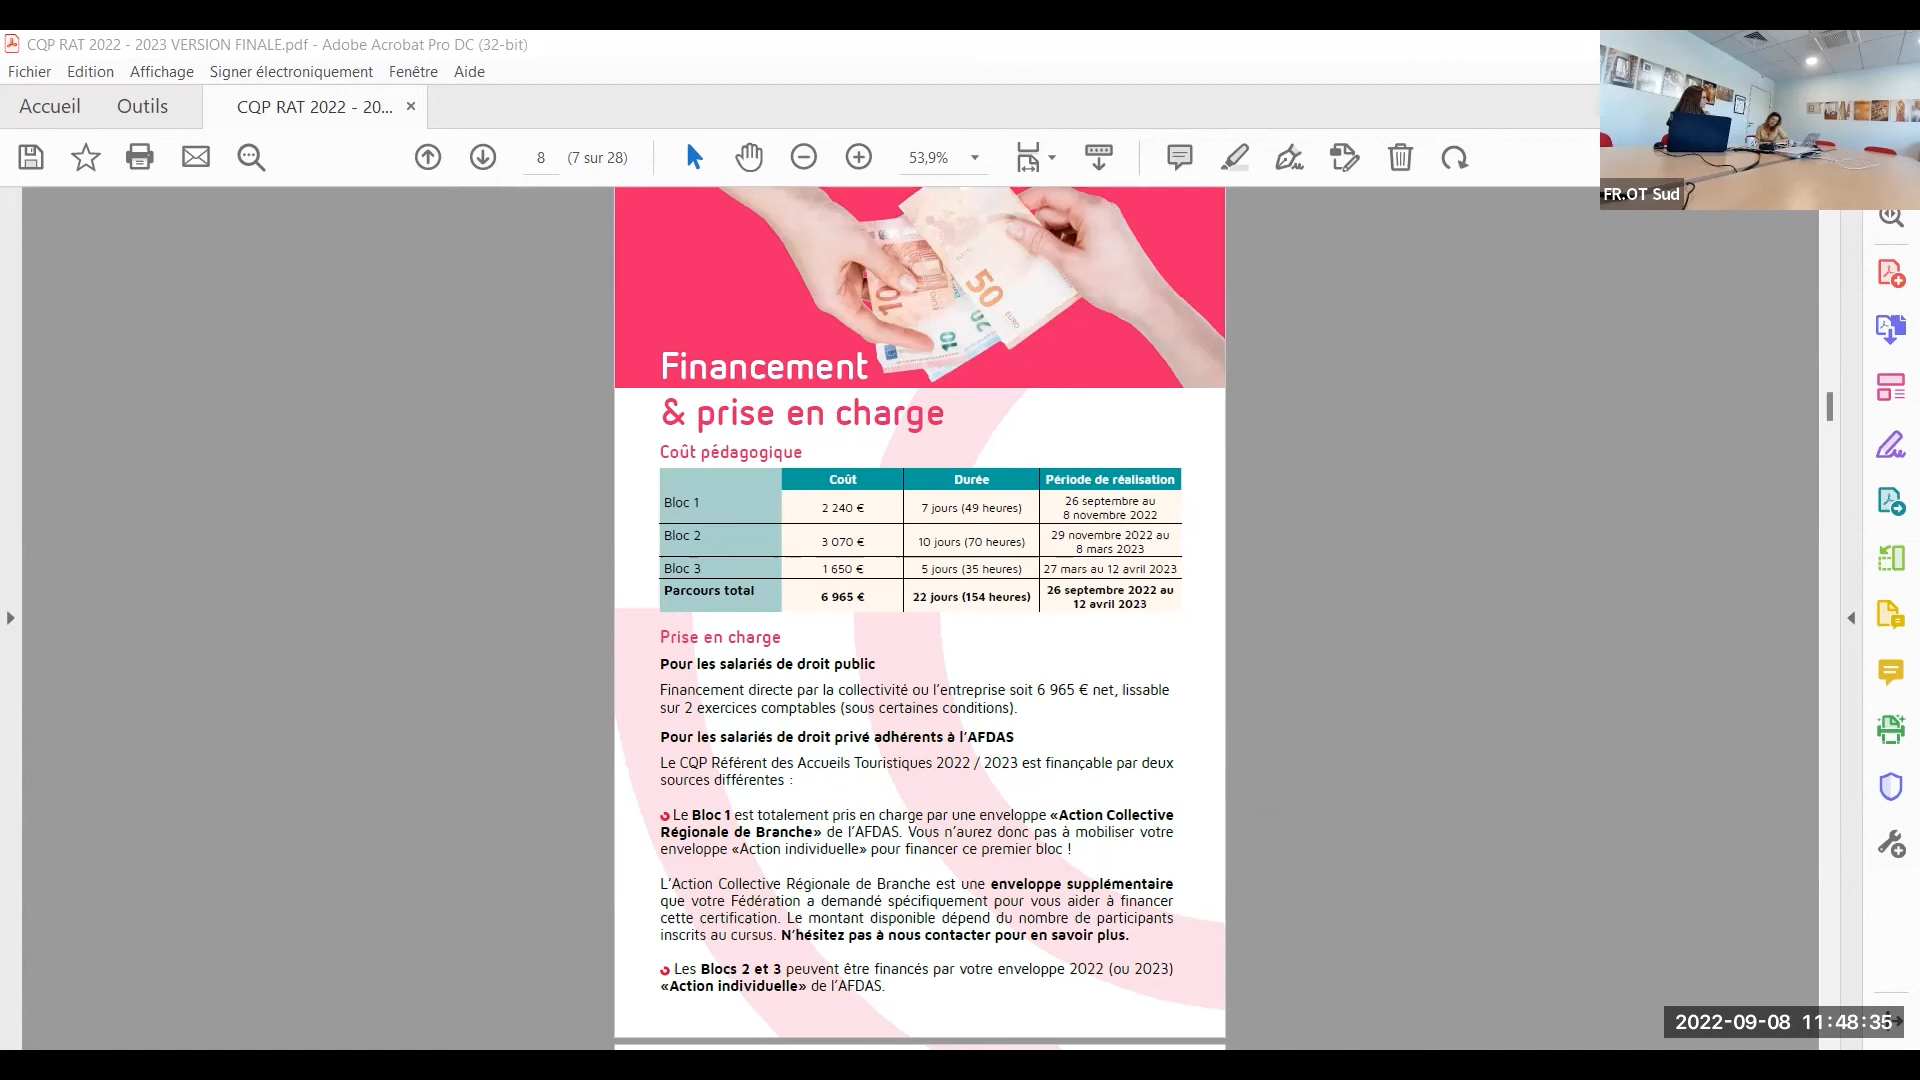 CQP RAT 2022 - 2023 VERSION FINALE.pdf - Adobe Acrobat Pro DC (32-bit)
Fichier Edition Affichage Signer électroniquement Fenêtre Aide
Accueil Outils CQP RAT 2022 - 20... ×
8 (7 sur 28) 53,9%
FR.OT Sud
10 50 EURO
10 20 EURO
Financement
& prise en charge
Coût pédagogique
Coût Durée Période de réalisation
Bloc 1 2 240 € 7 jours (49 heures) 26 septembre au
8 novembre 2022
Bloc 2 3 070 € 10 jours (70 heures) 29 novembre 2022 au
8 mars 2023
Bloc 3 1 650 € 5 jours (35 heures) 27 mars au 12 avril 2023
Parcours total 6 965 € 22 jours (154 heures) 26 septembre 2022 au
12 avril 2023
Prise en charge
Pour les salariés de droit public
Financement directe par la collectivité ou l'entreprise soit 6 965 € net, lissable
sur 2 exercices comptables (sous certaines conditions).
Pour les salariés de droit privé adhérents à l'AFDAS
Le CQP Référent des Accueils Touristiques 2022 / 2023 est finançable par deux
sources différentes :
Le Bloc 1 est totalement pris en charge par une enveloppe «Action Collective
Régionale de Branche» de l'AFDAS. Vous n'aurez donc pas à mobiliser votre
enveloppe «Action individuelle» pour financer ce premier bloc !
L'Action Collective Régionale de Branche est une enveloppe supplémentaire
que votre Fédération a demandé spécifiquement pour vous aider à financer
cette certification. Le montant disponible dépend du nombre de participants
inscrits au cursus. N'hésitez pas à nous contacter pour en savoir plus.
Les Blocs 2 et 3 peuvent être financés par votre enveloppe 2022 (ou 2023)
«Action individuelle» de l'AFDAS.
2022-09-08 11:48:35